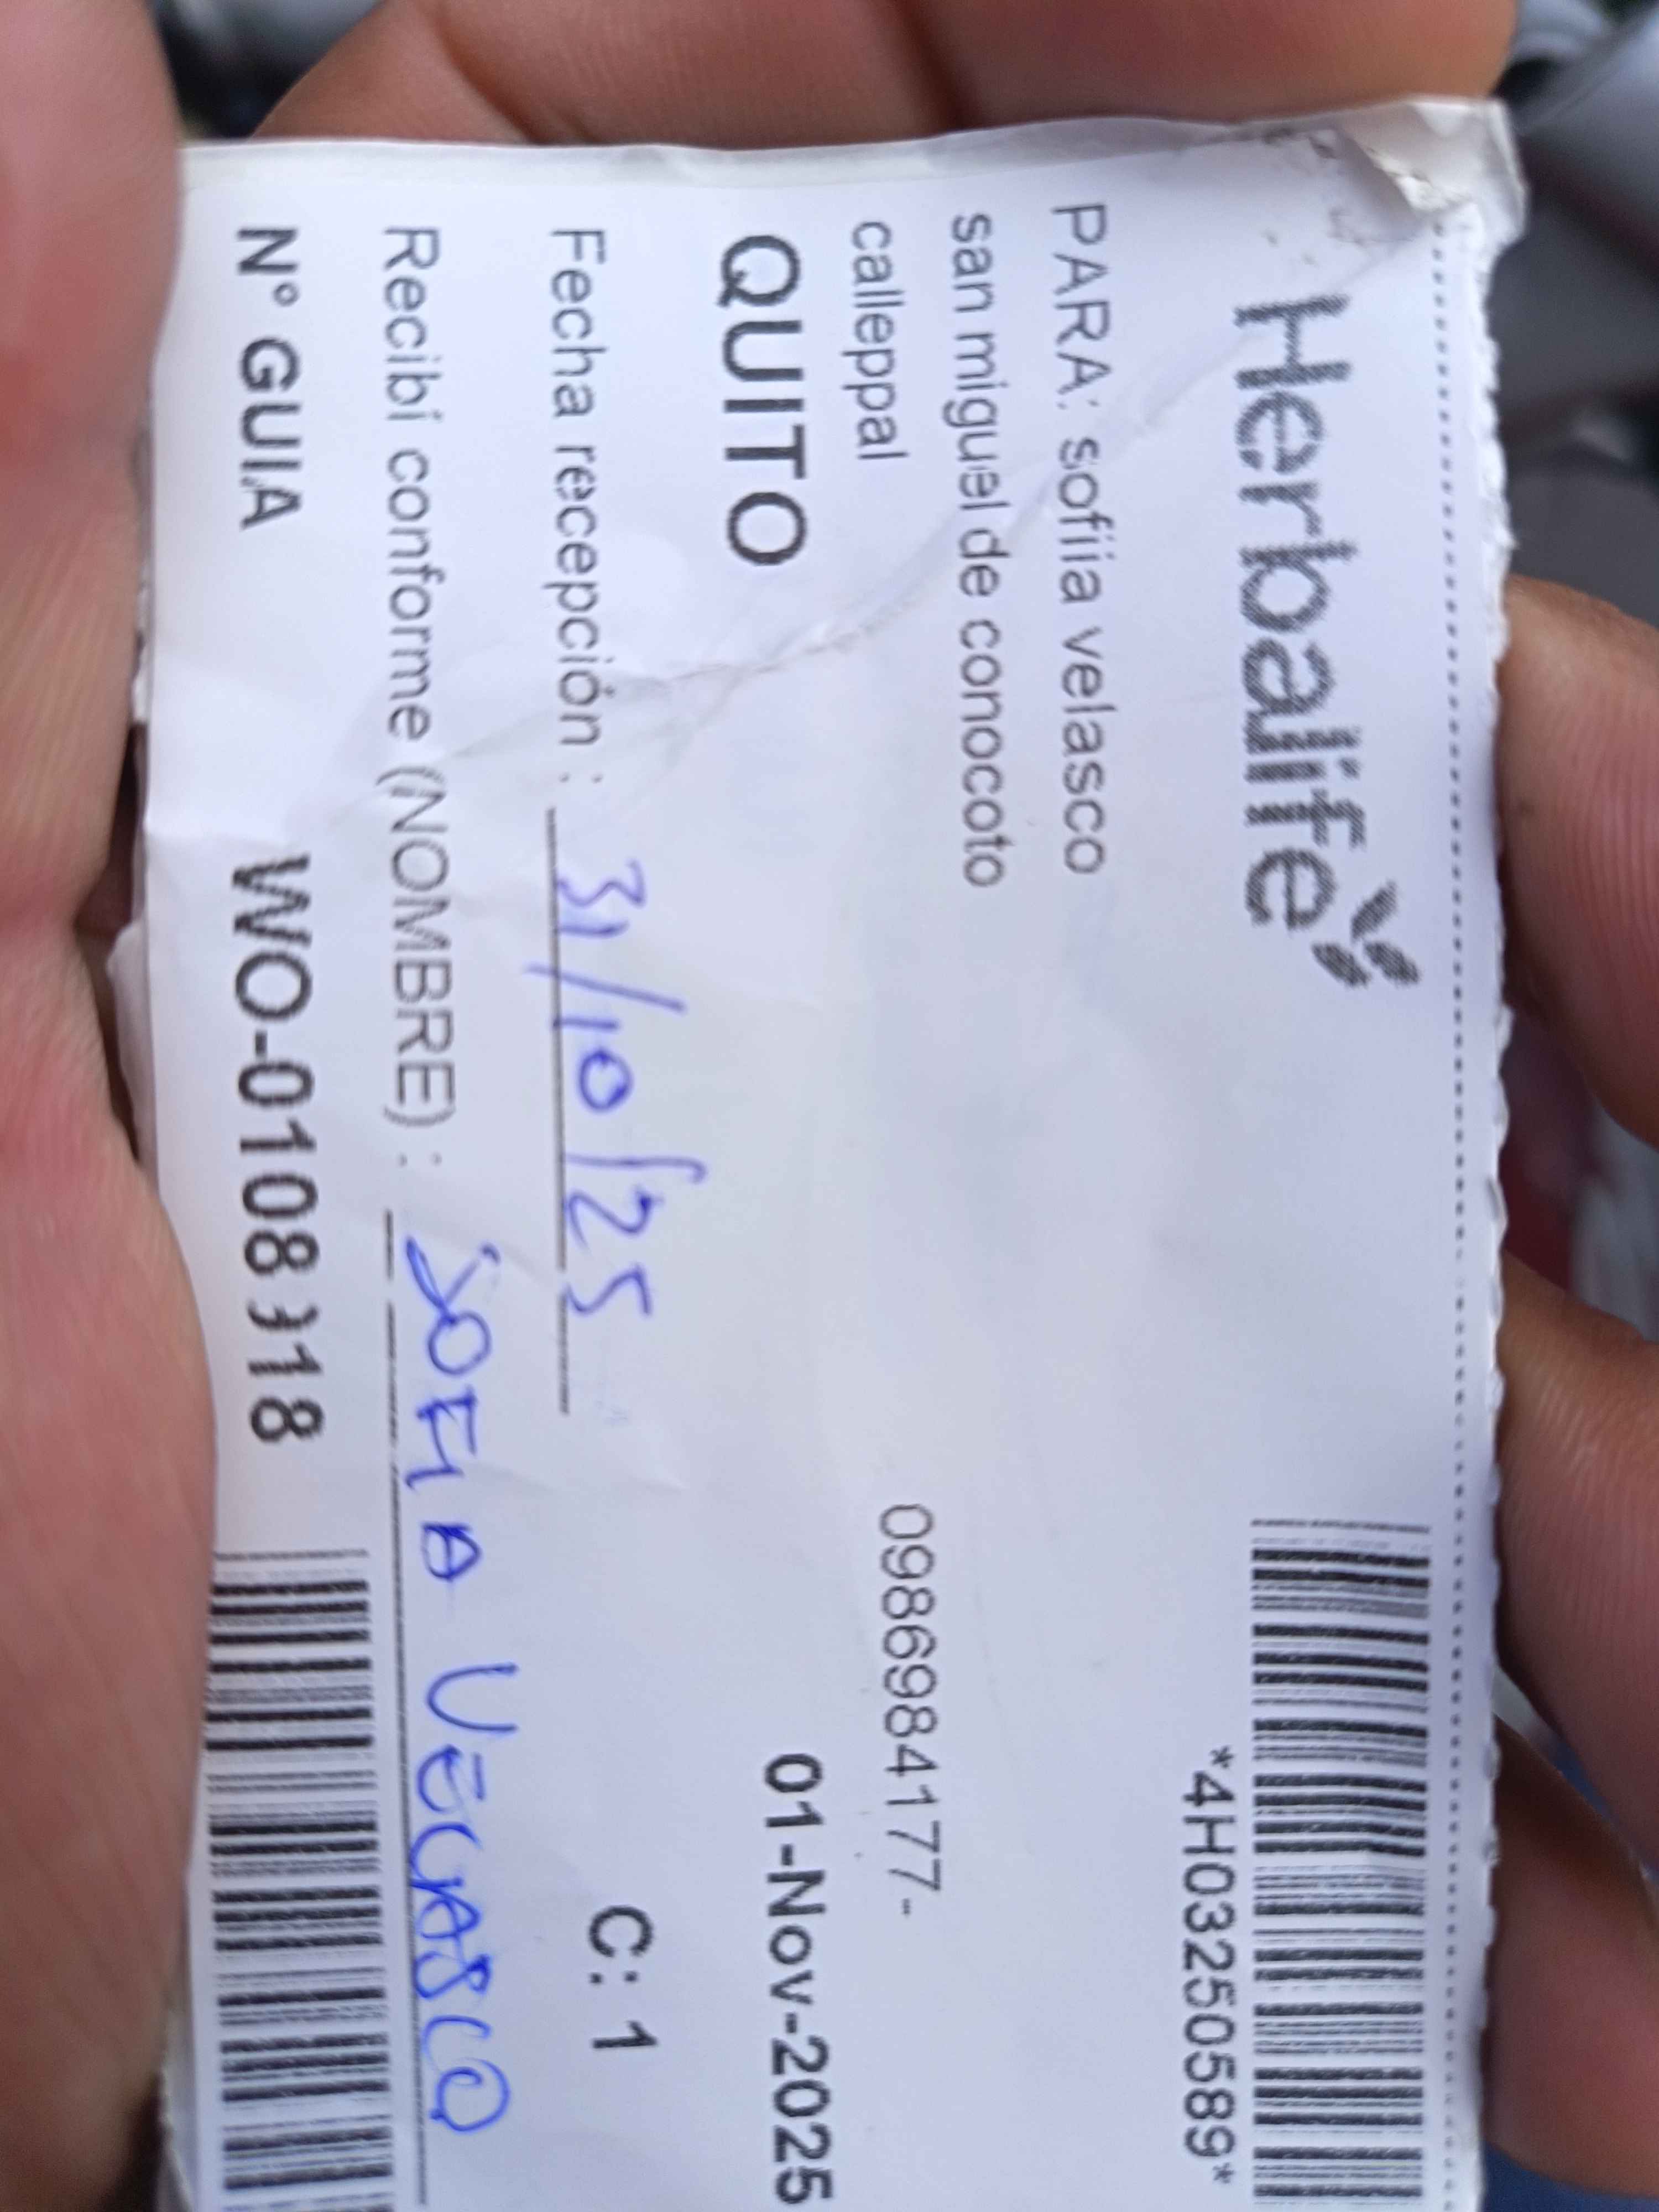 Herbalife
*4H03250589*
PARA: sofiia velasco
san miguel de conocoto
calleppal 0986984177-
QUITO 01-Nov-2025
Fecha recepción : 31/10/25 C: 1
Recibí conforme (NOMBRE) : SOFIA VELASCO
N° GUIA